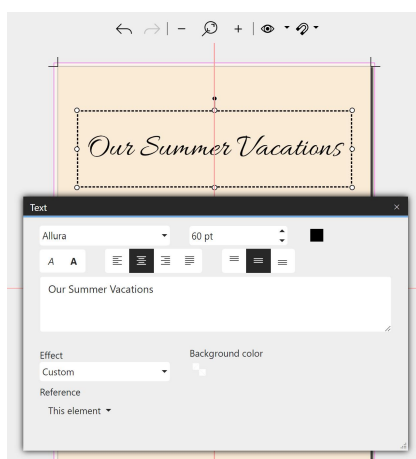 Our Summer Vacations
Text
Allura
60 pt
A A
Our Summer Vacations
Effect
Background color
Custom
Reference
This element